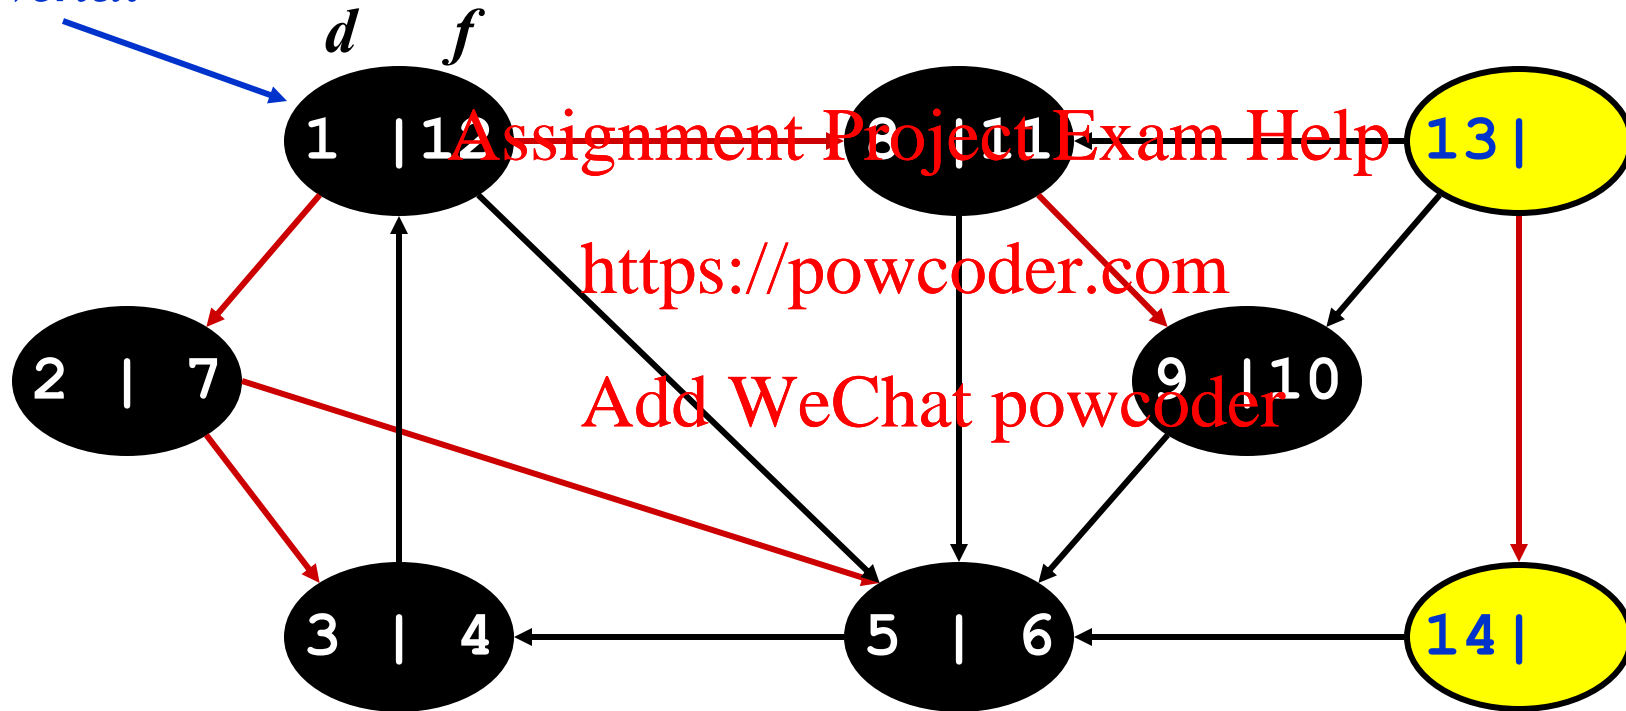 d f
1 |12 8 |11 13|
Assignment Project Exam Help
https://powcoder.com
2 | 7 9 |10
Add WeChat powcoder
3 | 4 5 | 6 14|